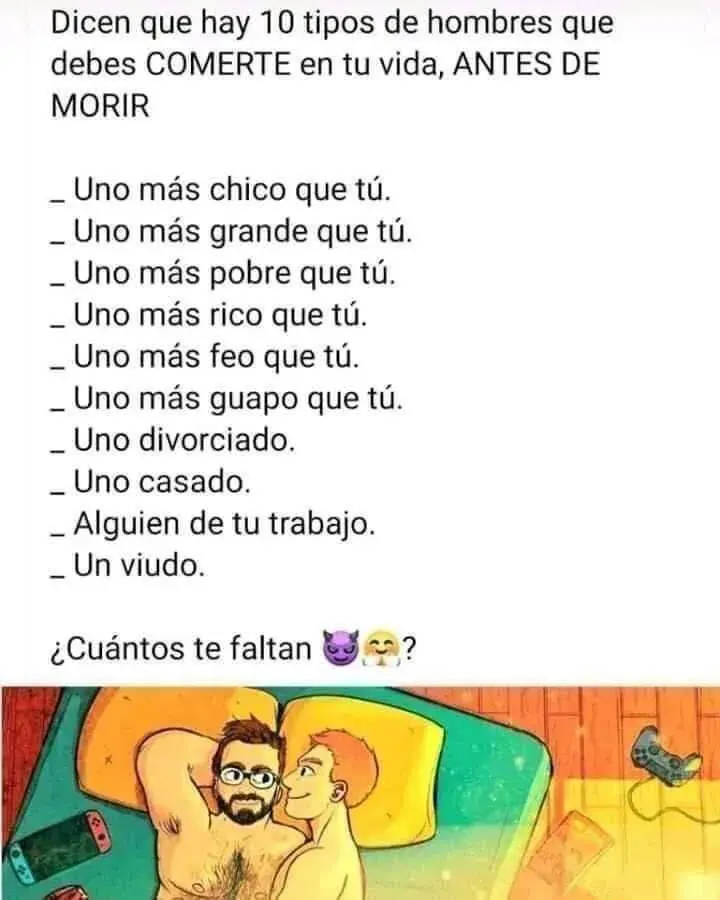 Dicen que hay 10 tipos de hombres que
debes COMERTE en tu vida, ANTES DE
MORIR
_ Uno más chico que tú.
_ Uno más grande que tú.
_ Uno más pobre que tú.
_ Uno más rico que tú.
_ Uno más feo que tú.
_ Uno más guapo que tú.
_ Uno divorciado.
_ Uno casado.
_ Alguien de tu trabajo.
_ Un viudo.
¿Cuántos te faltan 😈🤗?